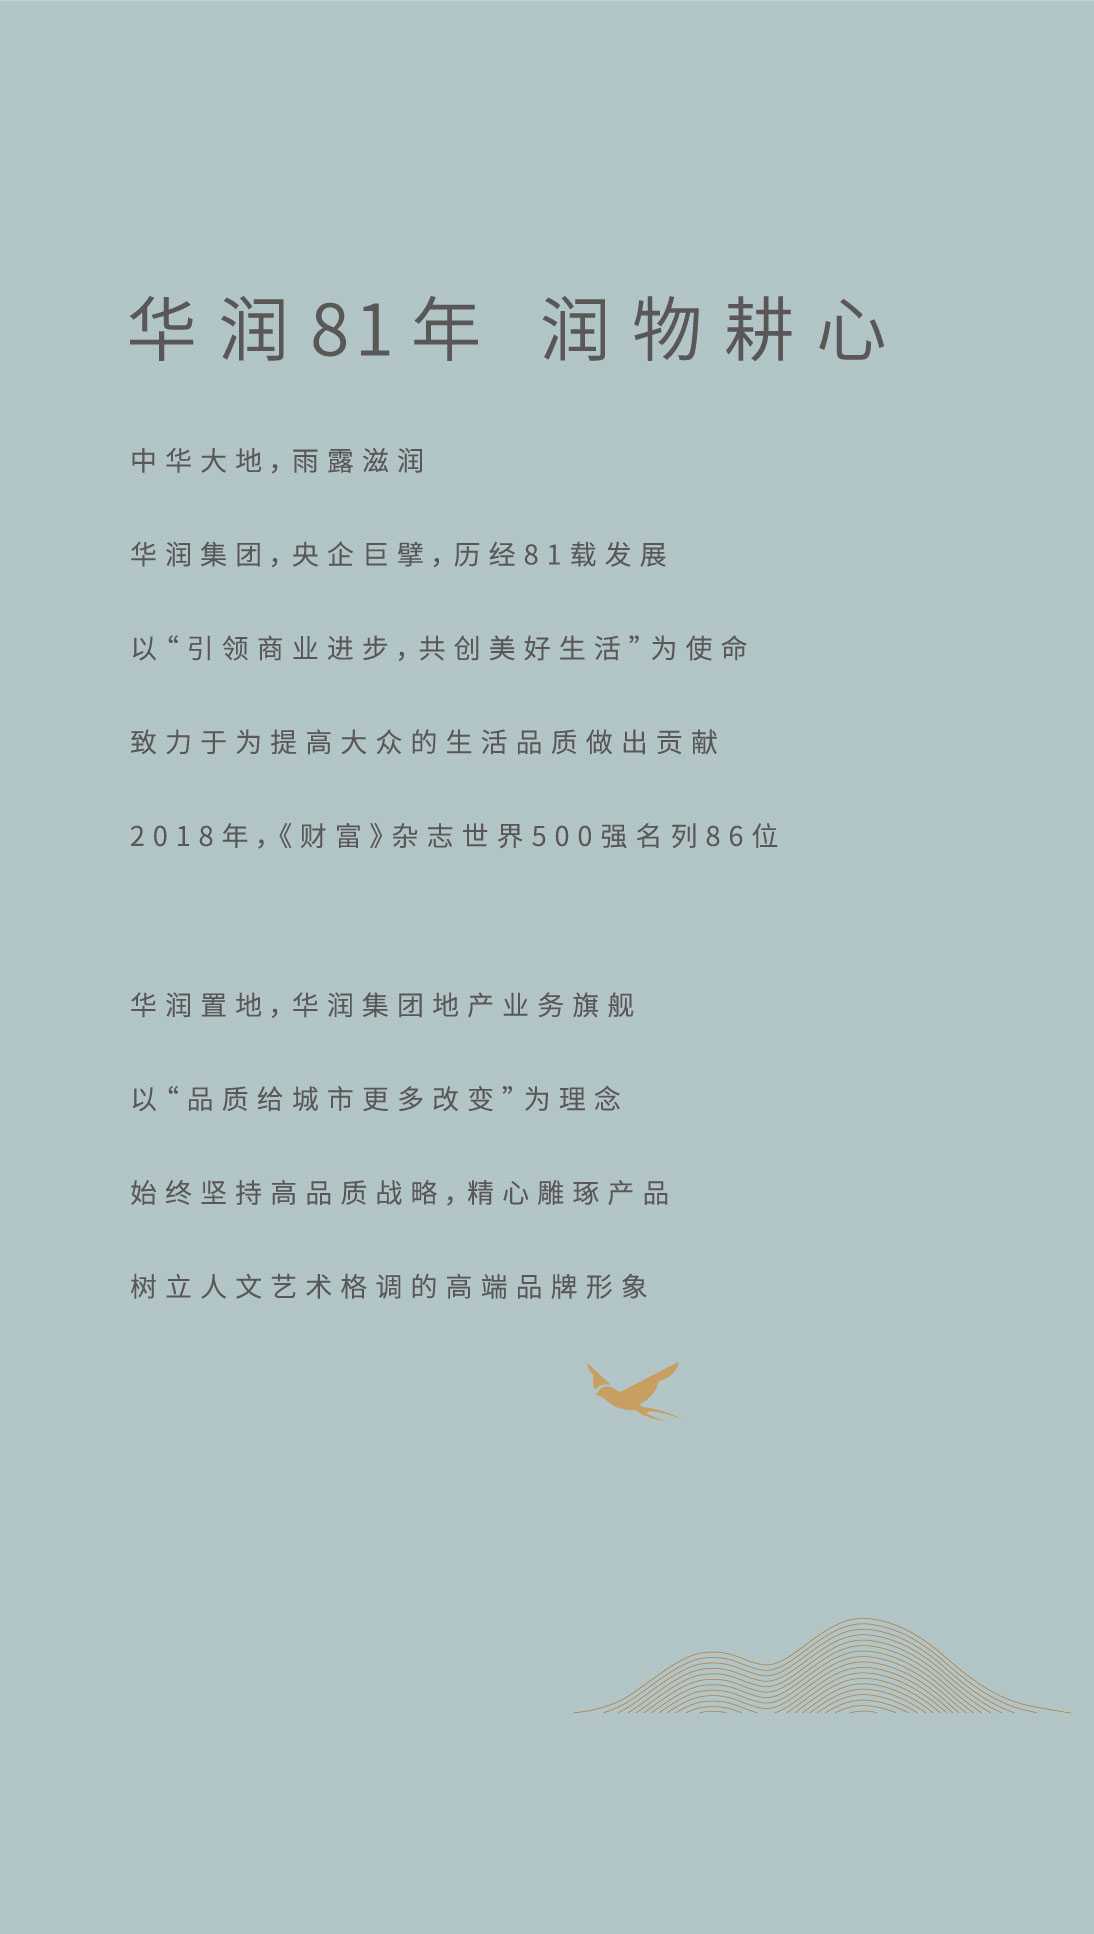 华润81年 润物耕心
中华大地，雨露滋润
华润集团，央企巨擘，历经81载发展
以“引领商业进步，共创美好生活”为使命
致力于为提高大众的生活品质做出贡献
2018年，《财富》杂志世界500强名列86位
华润置地，华润集团地产业务旗舰
以“品质给城市更多改变”为理念
始终坚持高品质战略，精心雕琢产品
树立人文艺术格调的高端品牌形象